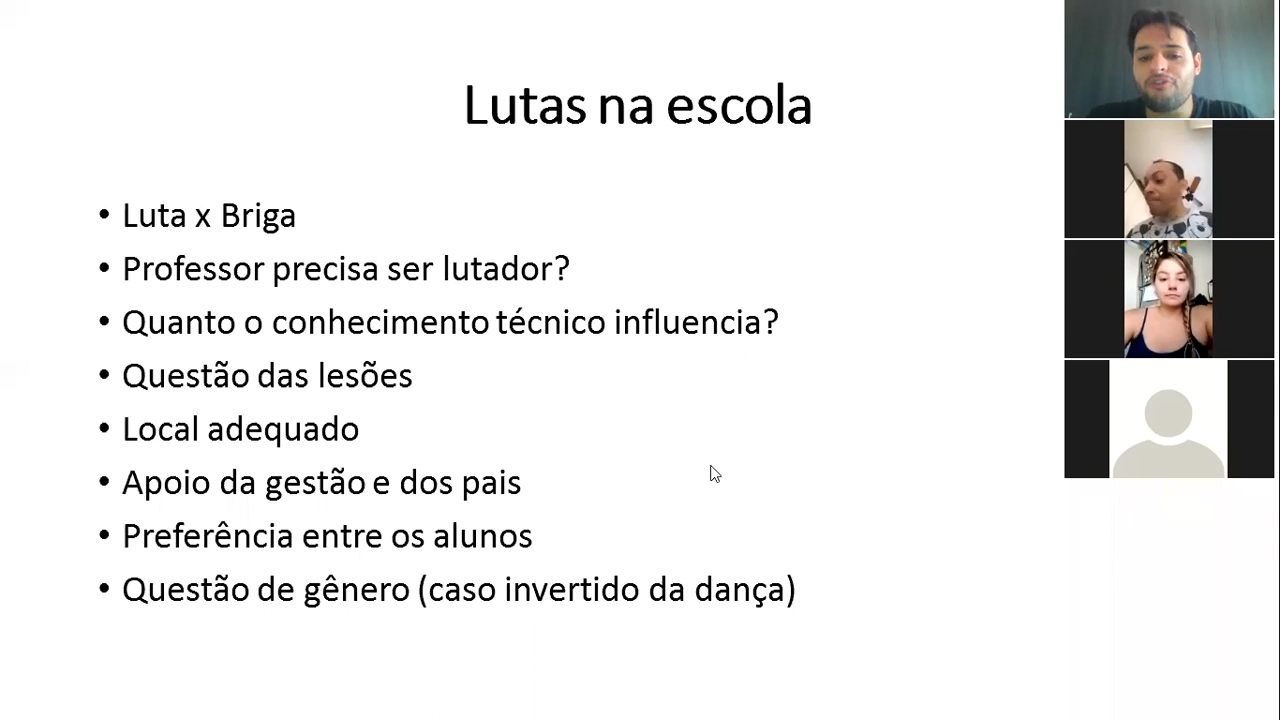 Lutas na escola
• Luta x Briga
• Professor precisa ser lutador?
• Quanto o conhecimento técnico influencia?
• Questão das lesões
• Local adequado
• Apoio da gestão e dos pais
• Preferência entre os alunos
• Questão de gênero (caso invertido da dança)